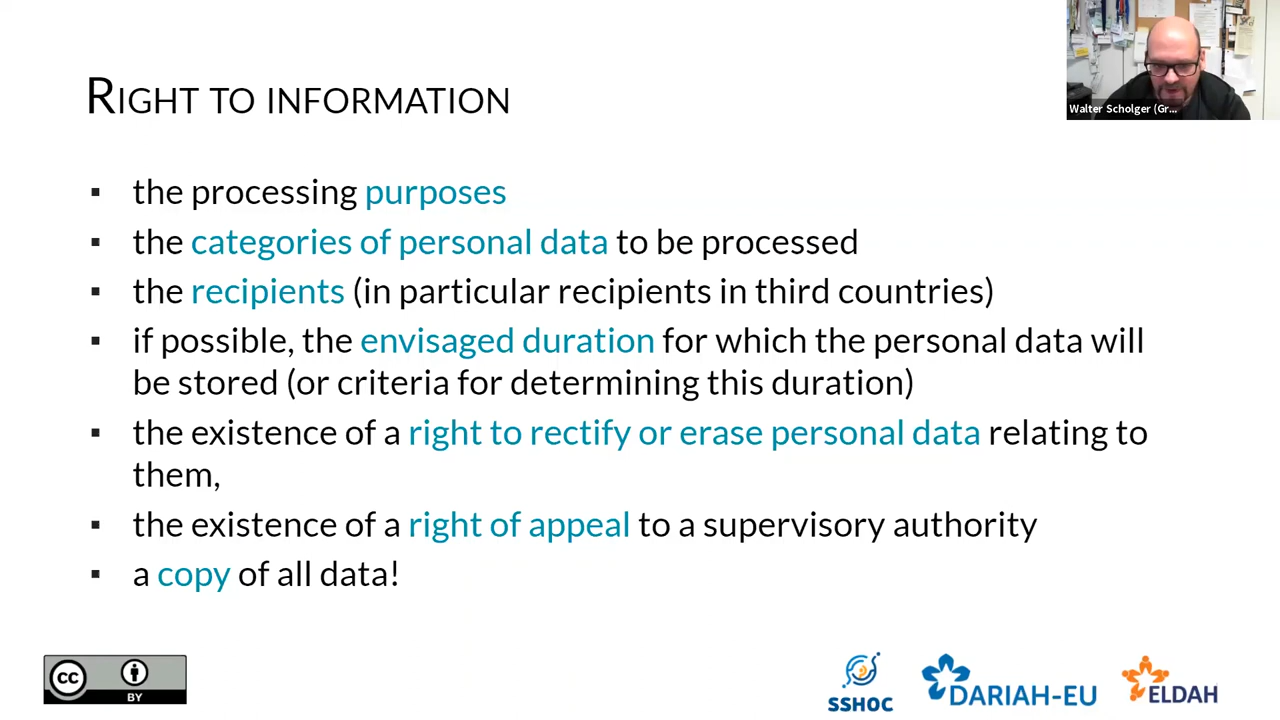 RIGHT TO INFORMATION
Walter Scholger (Gr...
▪ the processing purposes
▪ the categories of personal data to be processed
▪ the recipients (in particular recipients in third countries)
▪ if possible, the envisaged duration for which the personal data will
be stored (or criteria for determining this duration)
▪ the existence of a right to rectify or erase personal data relating to
them,
▪ the existence of a right of appeal to a supervisory authority
▪ a copy of all data!
CC BY
SSHOC
DARIAH-EU
ELDAH